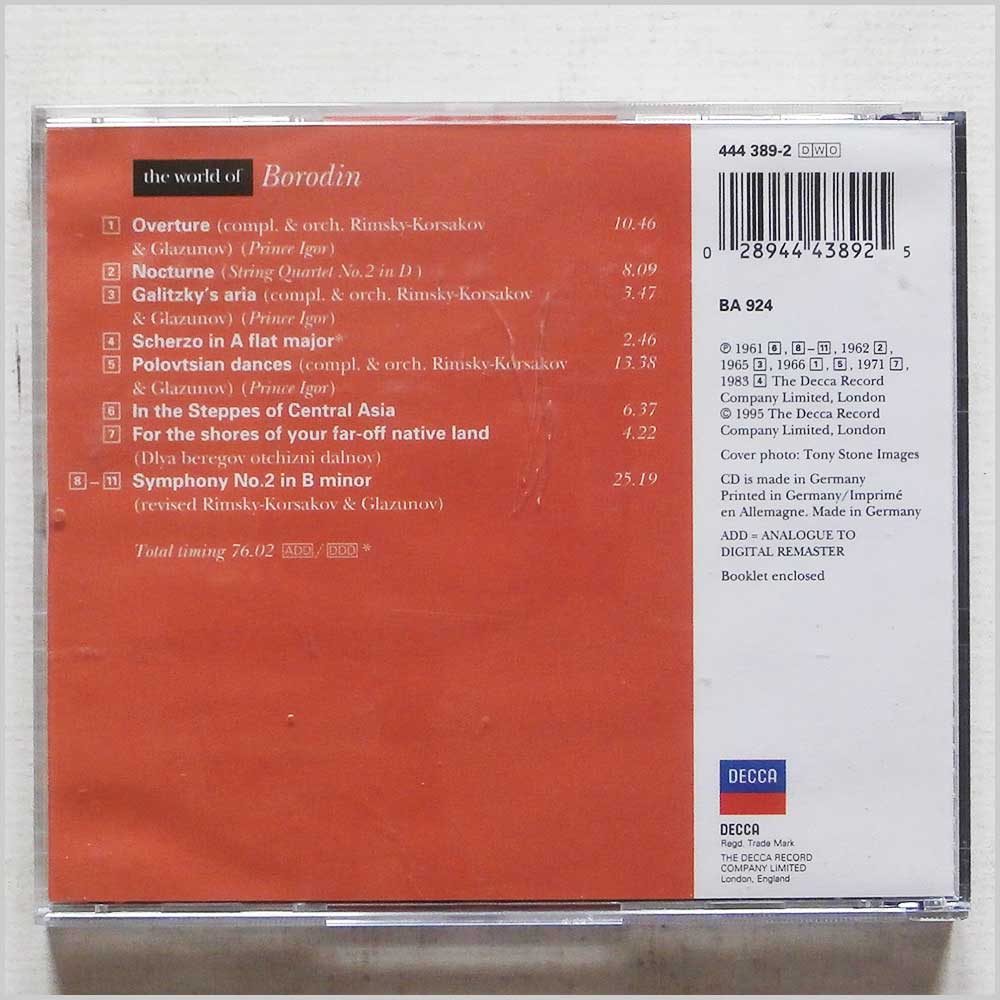 the world of Borodin
1 Overture (compl. & orch. Rimsky-Korsakov 10.46
& Glazunov) (Prince Igor)
2 Nocturne (String Quartet No.2 in D) 8.09
3 Galitzky's aria (compl. & orch. Rimsky-Korsakov 3.47
& Glazunov) (Prince Igor)
4 Scherzo in A flat major* 2.46
5 Polovtsian dances (compl. & orch. Rimsky-Korsakov 13.38
& Glazunov) (Prince Igor)
6 In the Steppes of Central Asia 6.37
7 For the shores of your far-off native land 4.22
(Dlya beregov otchizni dalnov)
8 – 11 Symphony No.2 in B minor 25.19
(revised Rimsky-Korsakov & Glazunov)
Total timing 76.02 ADD / DDD *
444 389-2 DWO
0 28944 43892 5
BA 924
℗ 1961 6, 8 – 11, 1962 2,
1965 3, 1966 1, 5, 1971 7,
1983 4 The Decca Record
Company Limited, London
© 1995 The Decca Record
Company Limited, London
Cover photo: Tony Stone Images
CD is made in Germany
Printed in Germany/Imprimé
en Allemagne. Made in Germany
ADD = ANALOGUE TO
DIGITAL REMASTER
Booklet enclosed
DECCA
DECCA
Regd. Trade Mark
THE DECCA RECORD
COMPANY LIMITED
London, England